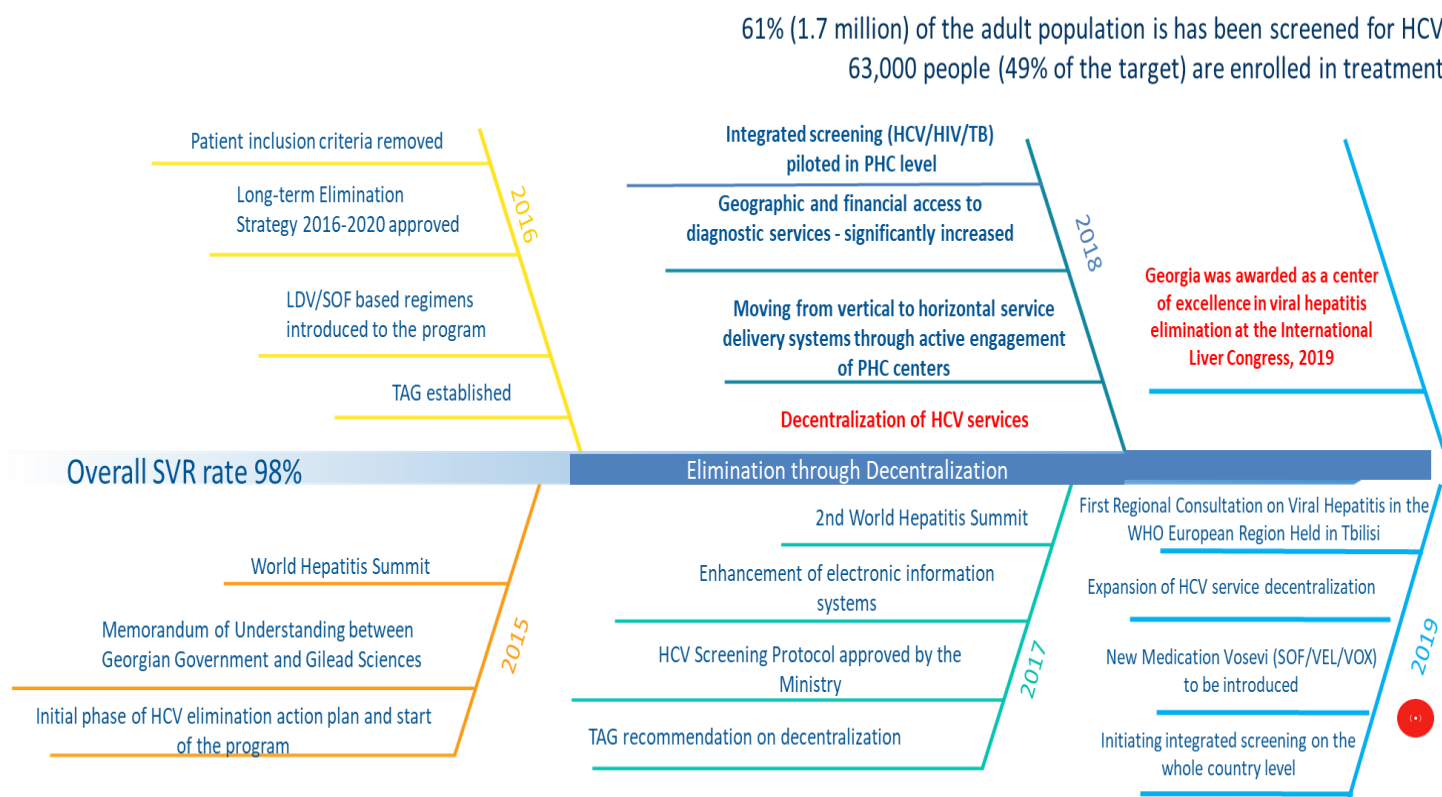 61% (1.7 million) of the adult population is has been screened for HCV
63,000 people (49% of the target) are enrolled in treatment
Patient inclusion criteria removed
Long-term Elimination
Strategy 2016-2020 approved
LDV/SOF based regimens
introduced to the program
TAG established
2016
Integrated screening (HCV/HIV/TB)
piloted in PHC level
Geographic and financial access to
diagnostic services - significantly increased
Moving from vertical to horizontal service
delivery systems through active engagement
of PHC centers
Decentralization of HCV services
2018
Georgia was awarded as a center
of excellence in viral hepatitis
elimination at the International
Liver Congress, 2019
Overall SVR rate 98%
Elimination through Decentralization
World Hepatitis Summit
Memorandum of Understanding between
Georgian Government and Gilead Sciences
Initial phase of HCV elimination action plan and start
of the program
2015
2nd World Hepatitis Summit
Enhancement of electronic information
systems
HCV Screening Protocol approved by the
Ministry
TAG recommendation on decentralization
2017
First Regional Consultation on Viral Hepatitis in the
WHO European Region Held in Tbilisi
Expansion of HCV service decentralization
New Medication Vosevi (SOF/VEL/VOX)
to be introduced
Initiating integrated screening on the
whole country level
2019